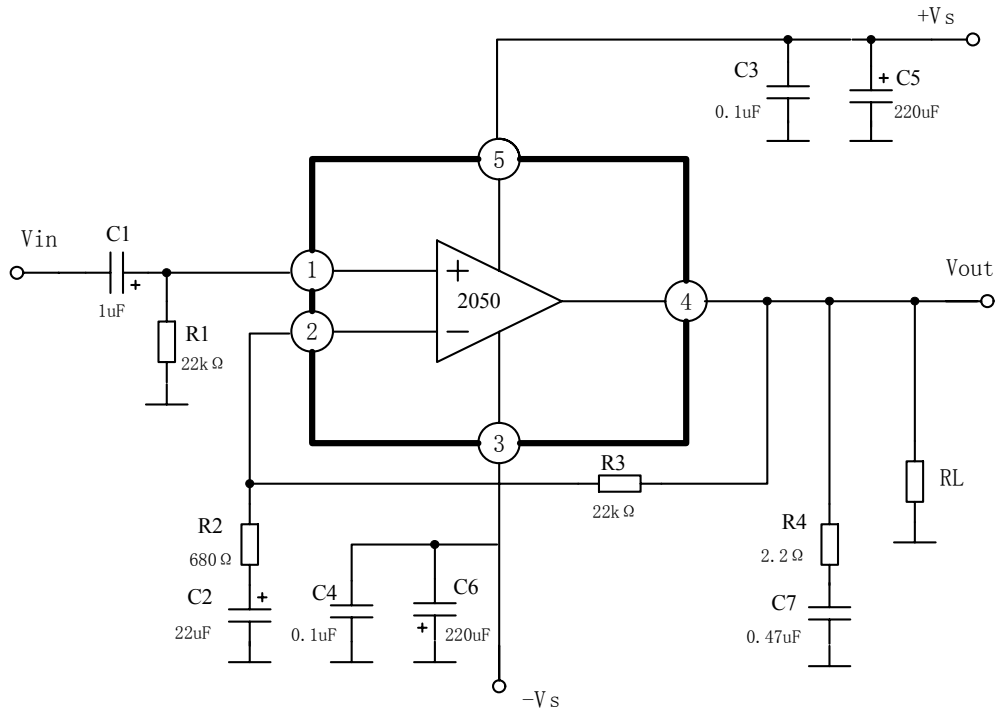 +Vs
C3
0.1uF
+
C5
220uF
5
Vin
C1
+
1uF
1
+
2050
Vout
4
2
−
R1
22kΩ
3
R3
22kΩ
RL
R2
680Ω
R4
2.2Ω
C2
+
22uF
C4
0.1uF
C6
+
220uF
C7
0.47uF
−Vs